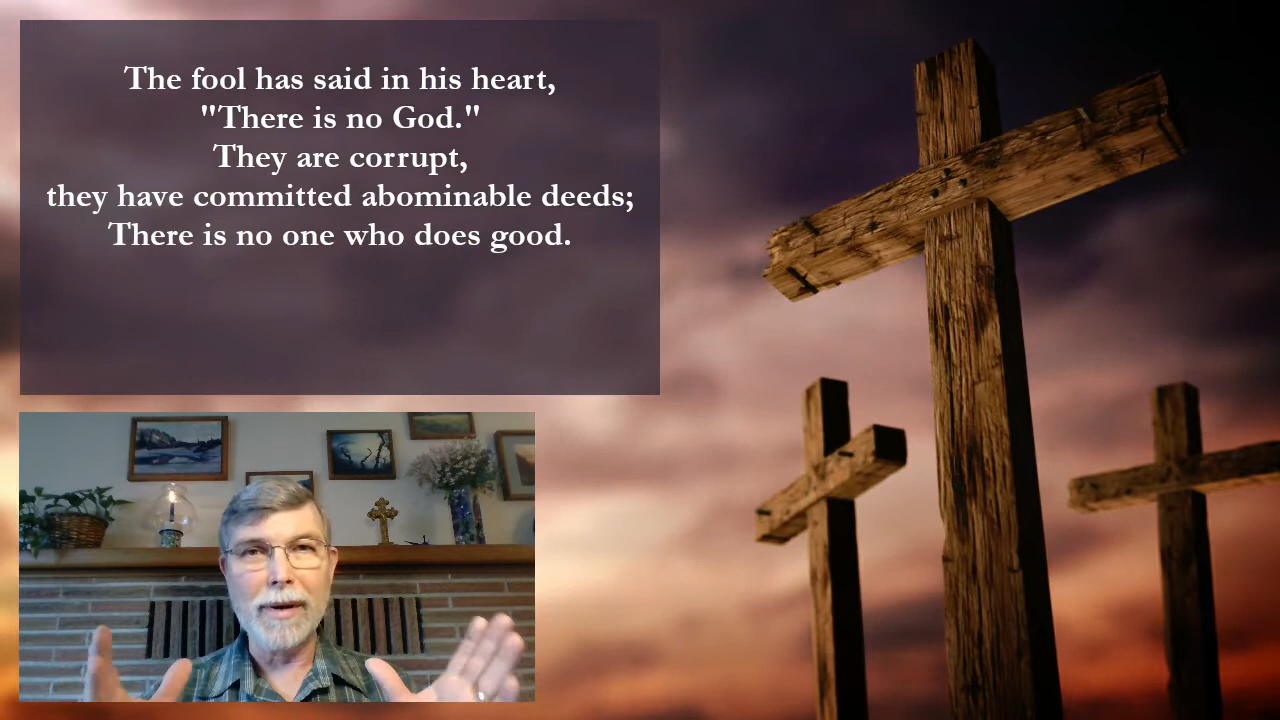 The fool has said in his heart,
"There is no God."
They are corrupt,
they have committed abominable deeds;
There is no one who does good.